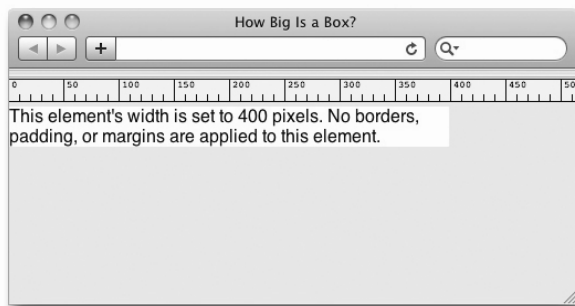 How Big Is a Box?
0 50 100 150 200 250 300 350 400 450 50
This element's width is set to 400 pixels. No borders,
padding, or margins are applied to this element.